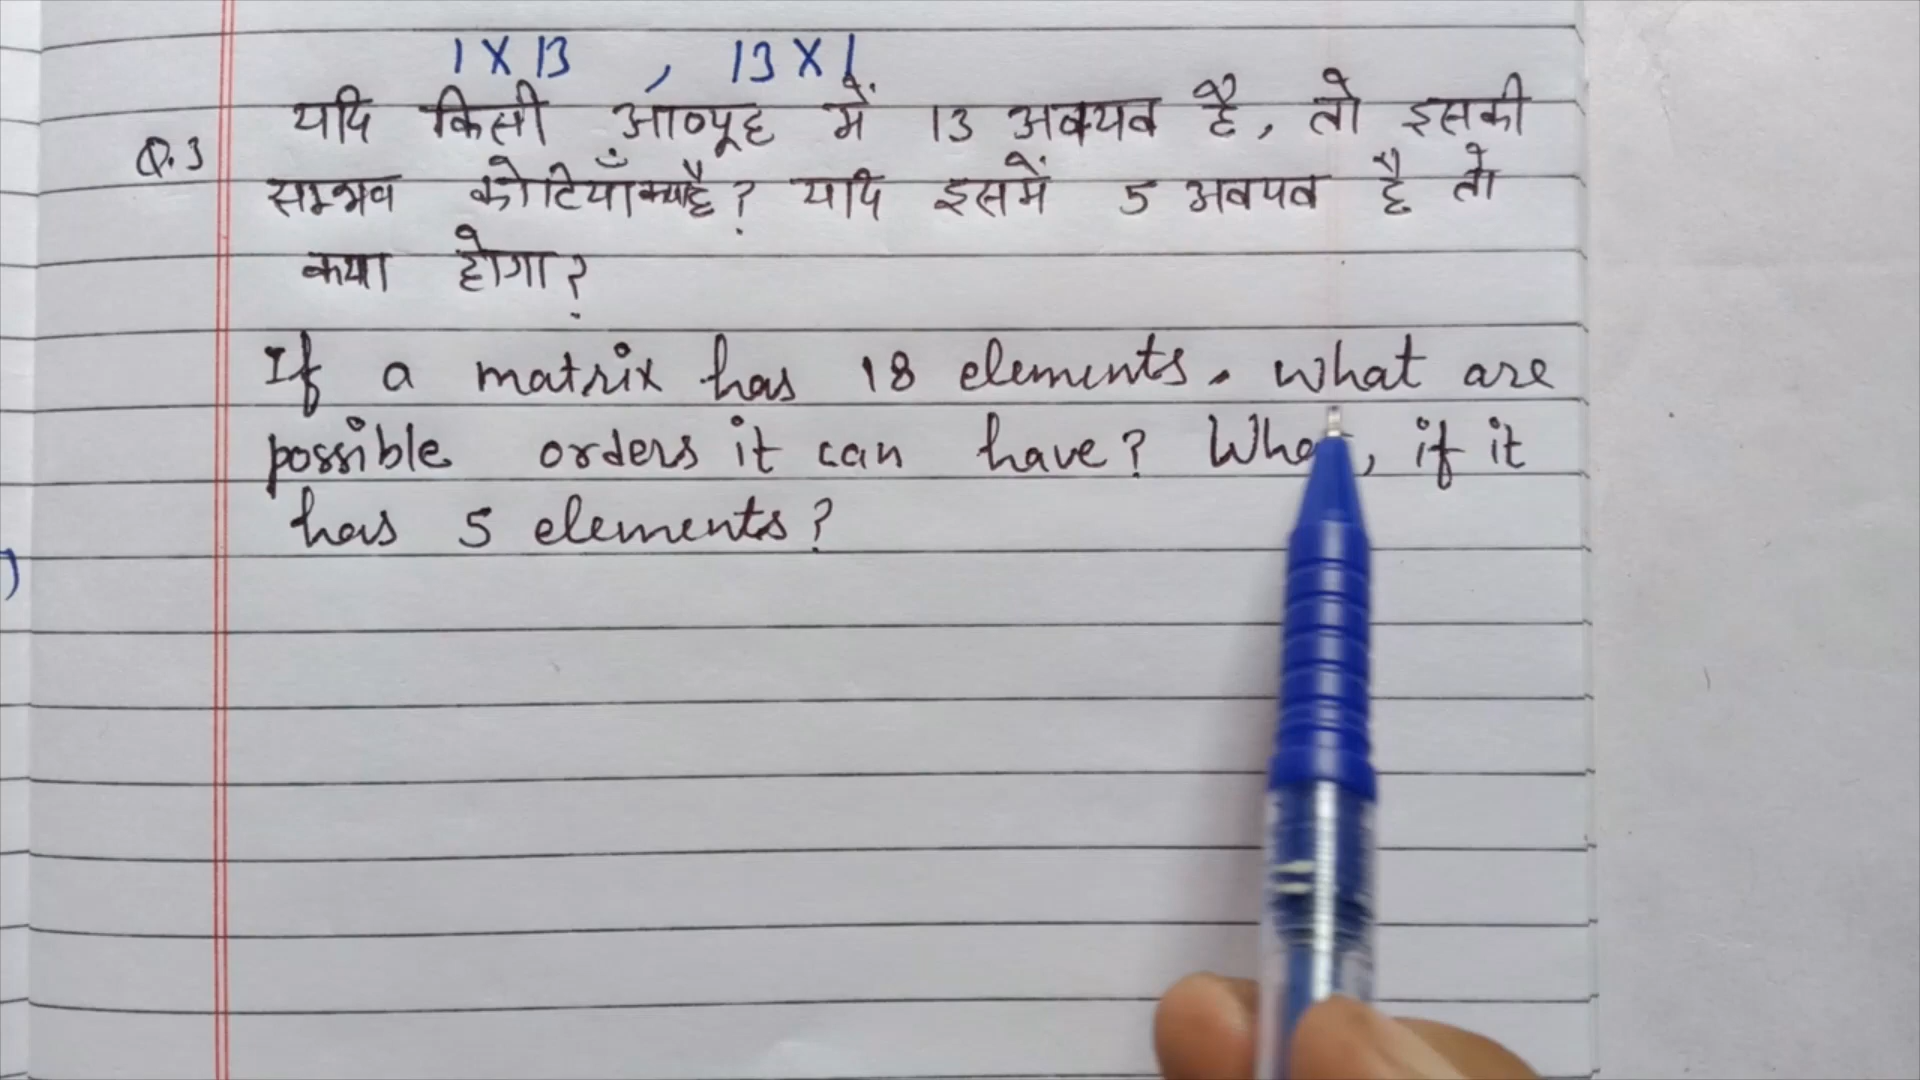 1 X 13 , 13 X 1
Q.3 यदि किसी आव्यूह में 13 अवयव है, तो इसकी
सम्भव कोटियाँ क्या है? यदि इसमें 5 अवयव है तो
क्या होगा?
If a matrix has 18 elements. What are
possible orders it can have? What, if it
has 5 elements?
)